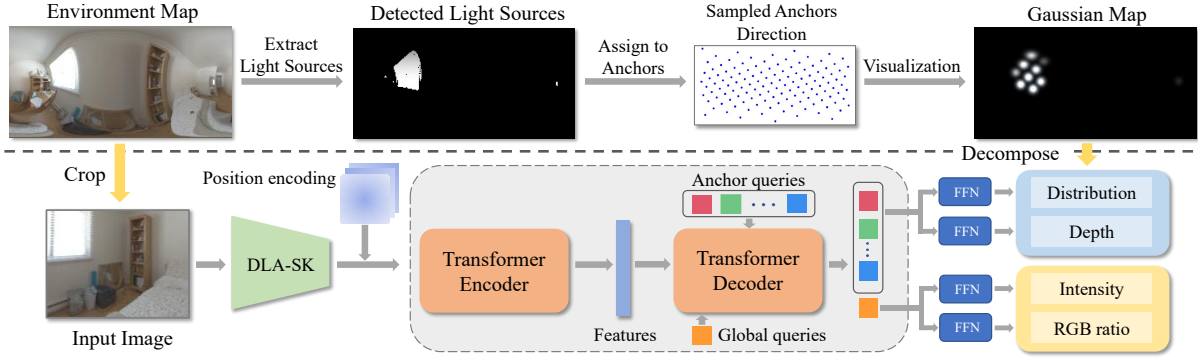 Environment Map
Extract
Light Sources
Detected Light Sources
Assign to
Anchors
Sampled Anchors
Direction
Visualization
Gaussian Map
Crop
Decompose
Input Image
DLA-SK
Position encoding
Transformer
Encoder
Features
Anchor queries
Transformer
Decoder
Global queries
FFN
Distribution
FFN
Depth
FFN
Intensity
FFN
RGB ratio